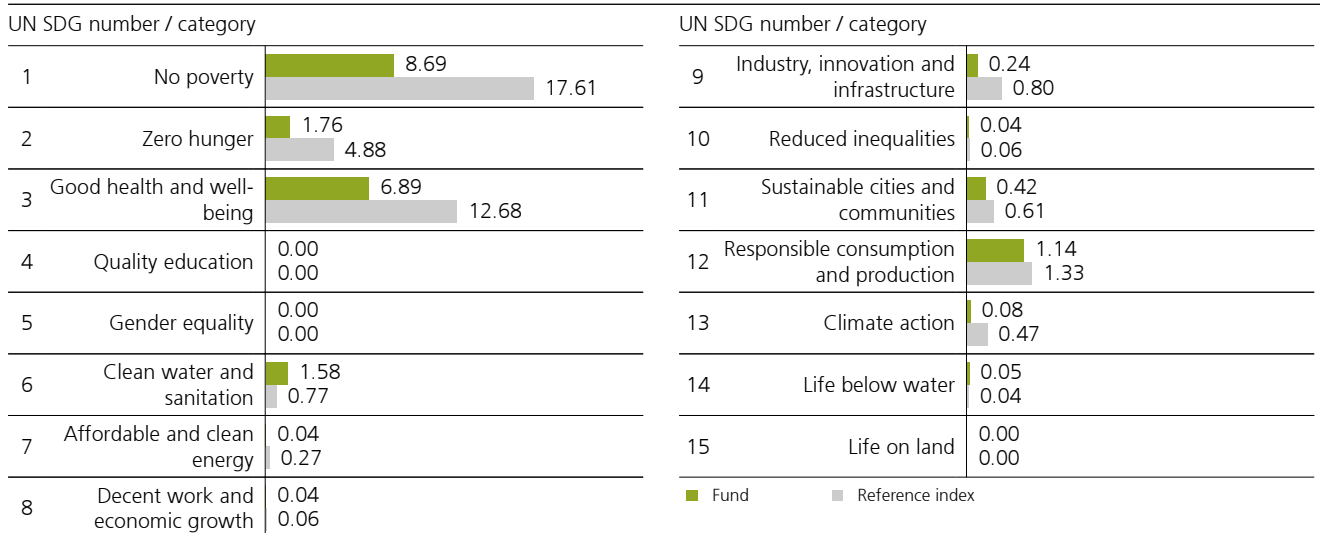 UN SDG number / category
1 No poverty 8.69
17.61
2 Zero hunger 1.76
4.88
3 Good health and well-
being 6.89
12.68
4 Quality education 0.00
0.00
5 Gender equality 0.00
0.00
6 Clean water and
sanitation 1.58
0.77
7 Affordable and clean
energy 0.04
0.27
8 Decent work and
economic growth 0.04
0.06
UN SDG number / category
9 Industry, innovation and
infrastructure 0.24
0.80
10 Reduced inequalities 0.04
0.06
11 Sustainable cities and
communities 0.42
0.61
12 Responsible consumption
and production 1.14
1.33
13 Climate action 0.08
0.47
14 Life below water 0.05
0.04
15 Life on land 0.00
0.00
Fund Reference index